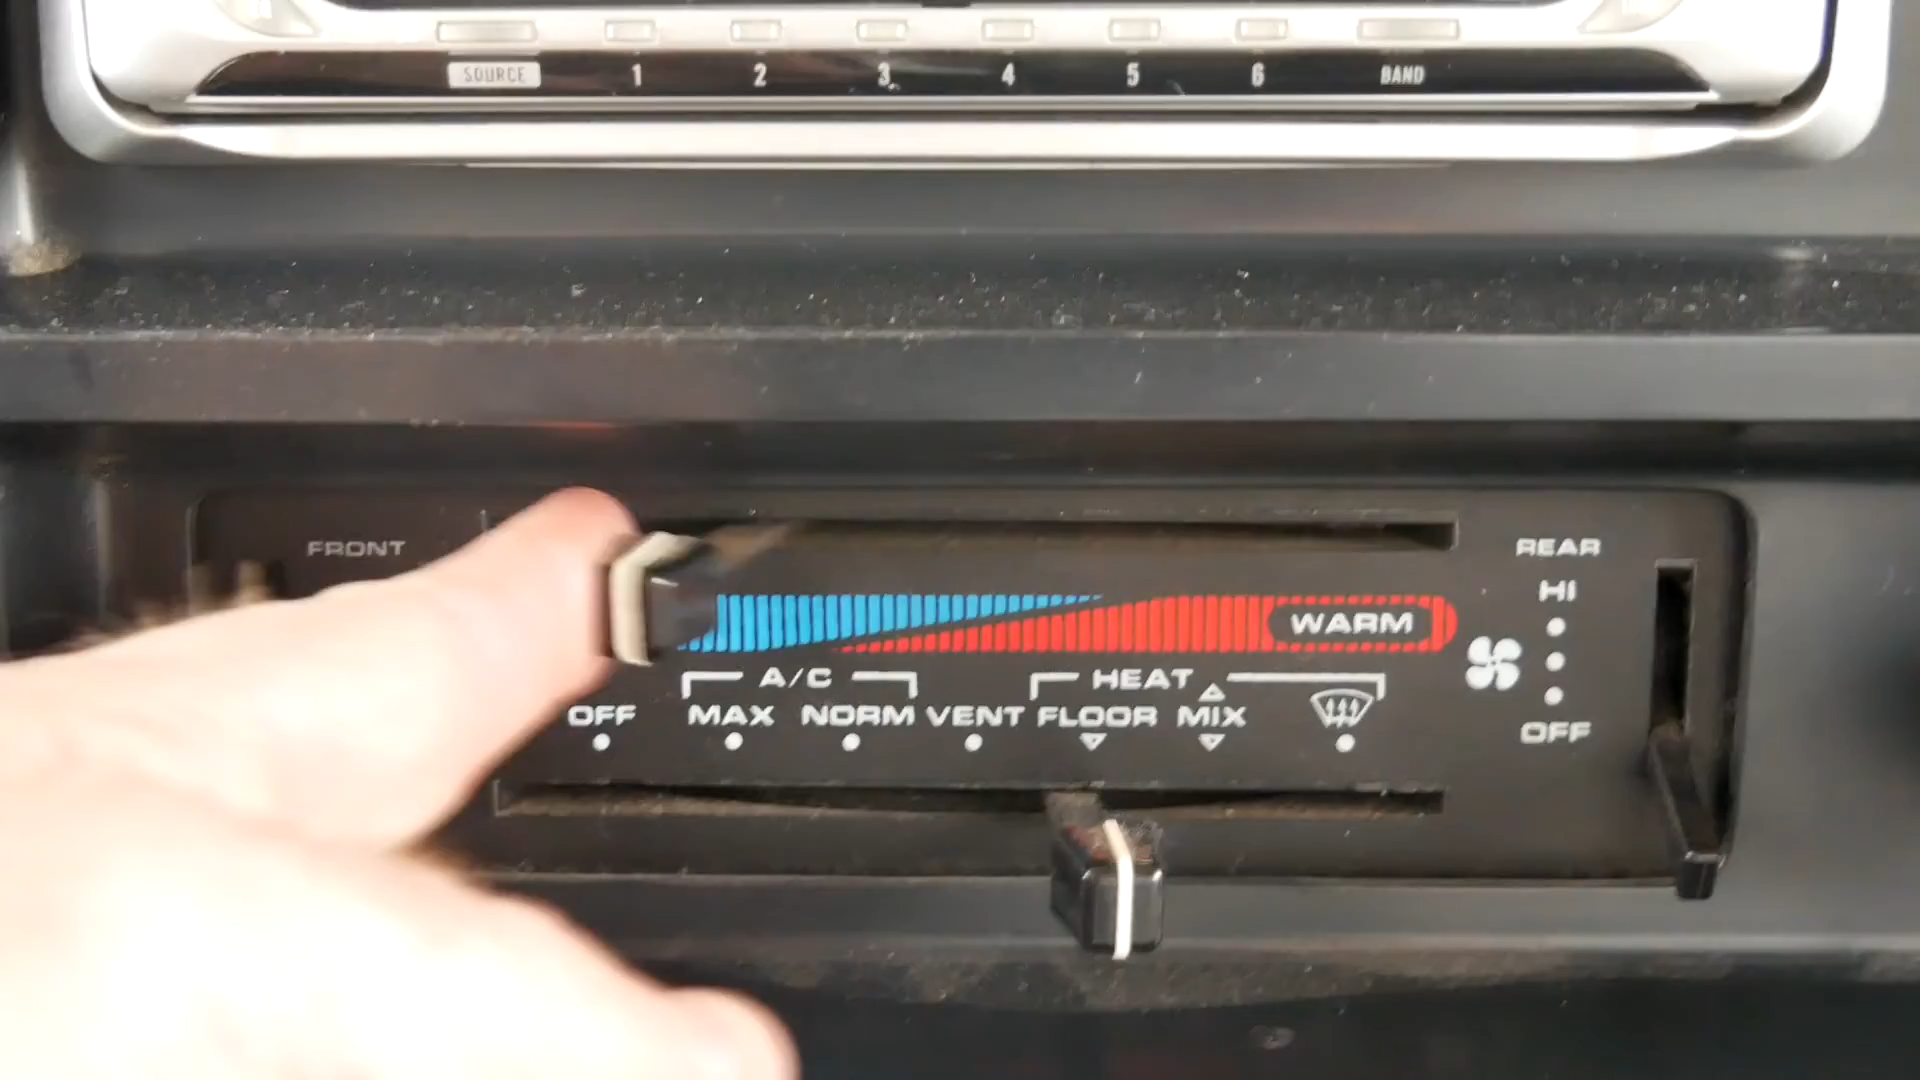 SOURCE 1 2 3 4 5 6 BAND
FRONT
REAR
HI
WARM
A/C HEAT
OFF MAX NORM VENT FLOOR MIX
OFF